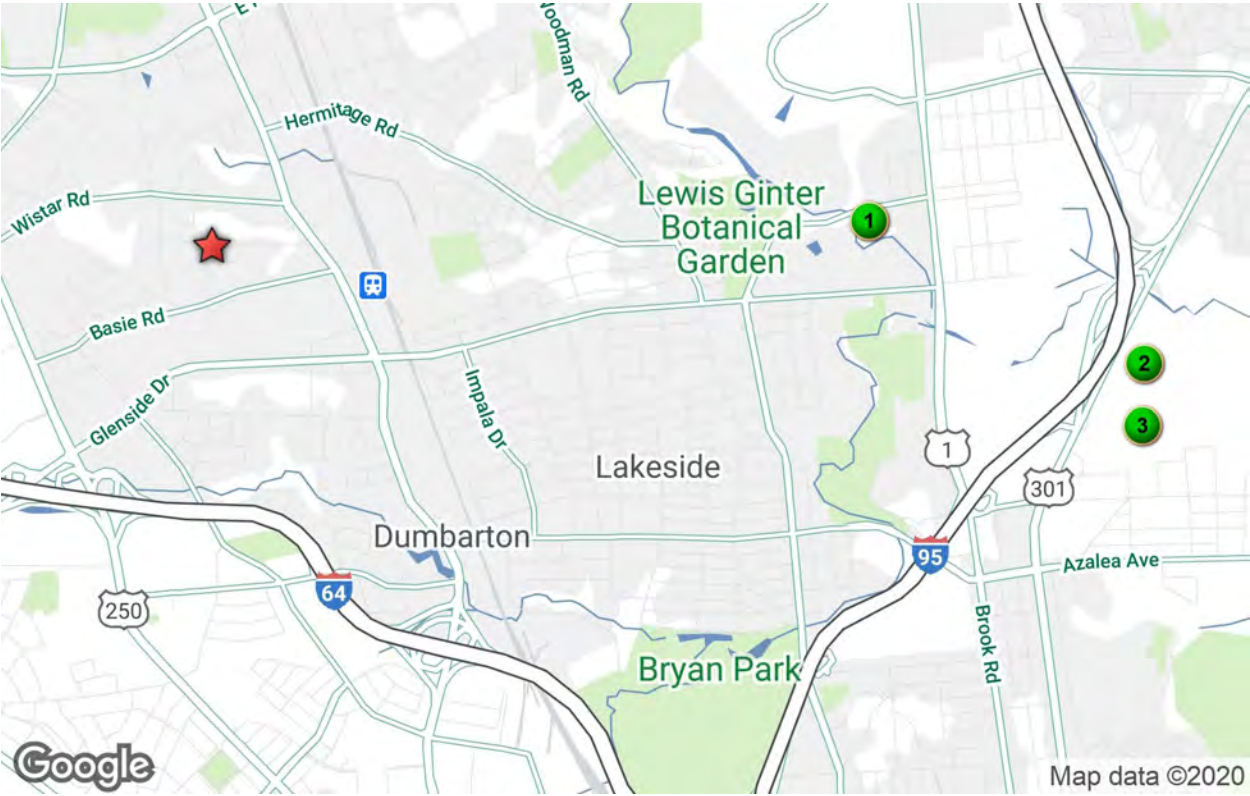 Woodman Rd
Hermitage Rd
Wistar Rd
Lewis Ginter
Botanical
Garden
1
Basie Rd
2
Glenside Dr
Impala Dr
3
1
Lakeside
301
Dumbarton
95
Azalea Ave
64
250
Brook Rd
Bryan Park
Google
Map data ©2020